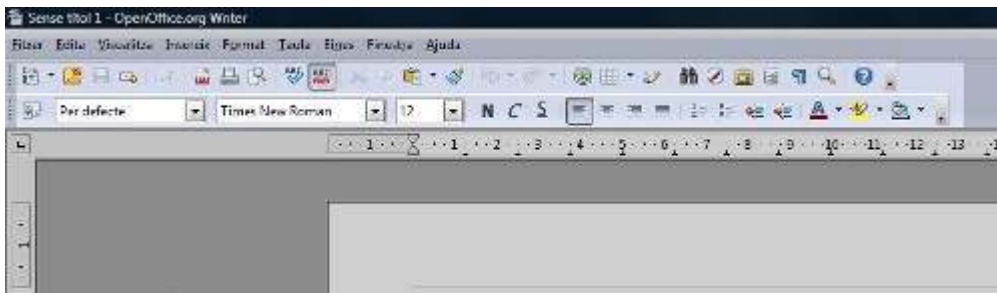 Sense títol 1 - OpenOffice.org Writer
Fitxer Edita Visualitza Insereix Format Taula Eines Finestra Ajuda
Per defecte Times New Roman 12 N C S
1 1 2 3 4 5 6 7 8 9 10 11 12 13
1